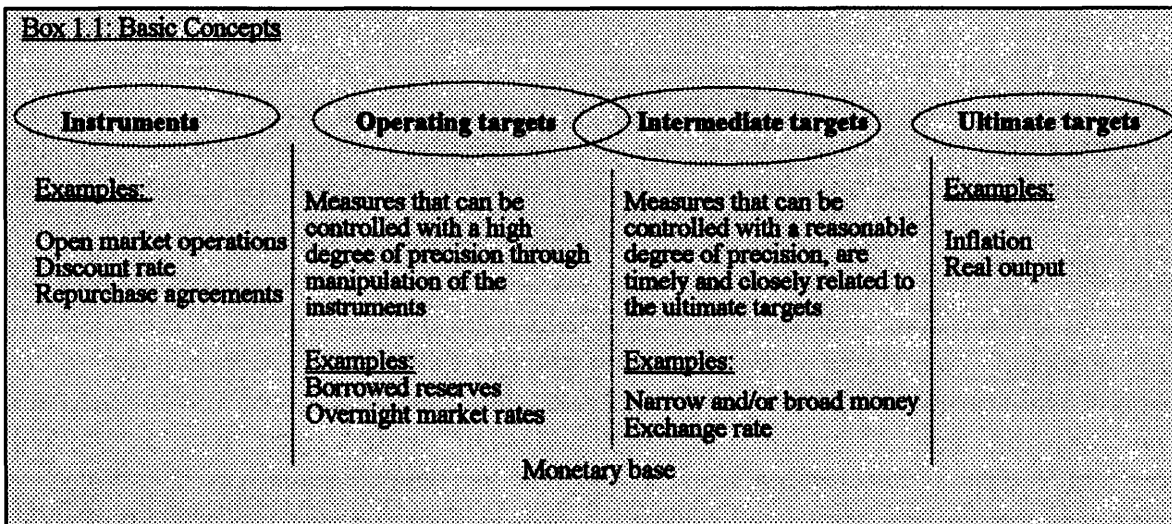 Box 1.1: Basic Concepts
Instruments
Operating targets
Intermediate targets
Ultimate targets
Examples:
Open market operations
Discount rate
Repurchase agreements
Measures that can be
controlled with a high
degree of precision through
manipulation of the
instruments
Examples:
Borrowed reserves
Overnight market rates
Measures that can be
controlled with a reasonable
degree of precision, are
timely and closely related to
the ultimate targets
Examples:
Narrow and/or broad money
Exchange rate
Examples:
Inflation
Real output
Monetary base